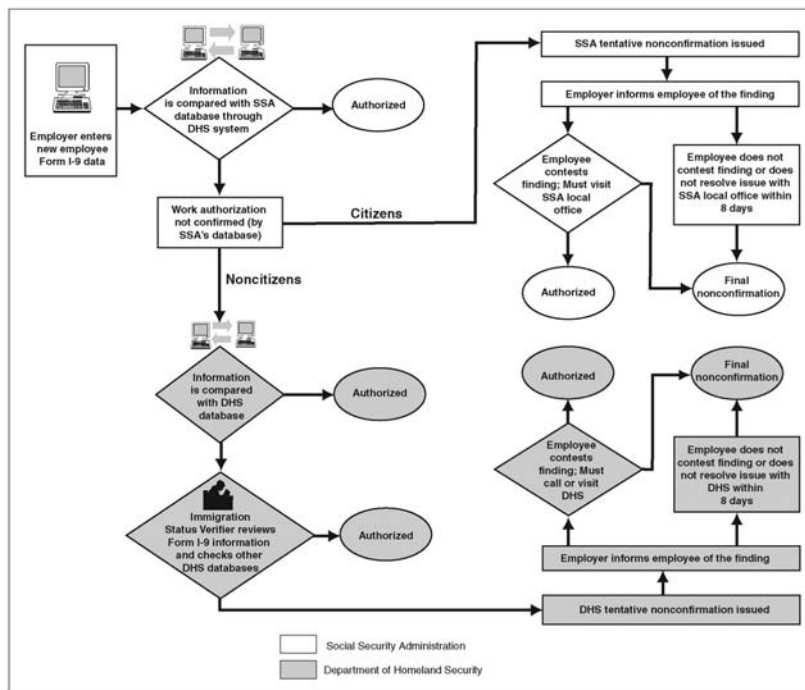 Employer enters
new employee
Form I-9 data
Information
is compared with SSA
database through
DHS system
Authorized
Work authorization
not confirmed (by
SSA's database)
Citizens
Noncitizens
SSA tentative nonconfirmation issued
Employer informs employee of the finding
Employee
contests
finding; Must visit
SSA local
office
Employee does not
contest finding or does
not resolve issue with
SSA local office within
8 days
Authorized
Final
nonconfirmation
Information
is compared
with DHS
database
Authorized
Immigration
Status Verifier reviews
Form I-9 information
and checks other
DHS databases
Authorized
Authorized
Final
nonconfirmation
Employee
contests
finding; Must
call or visit
DHS
Employee does not
contest finding or does
not resolve issue with
DHS within
8 days
Employer informs employee of the finding
DHS tentative nonconfirmation issued
Social Security Administration
Department of Homeland Security